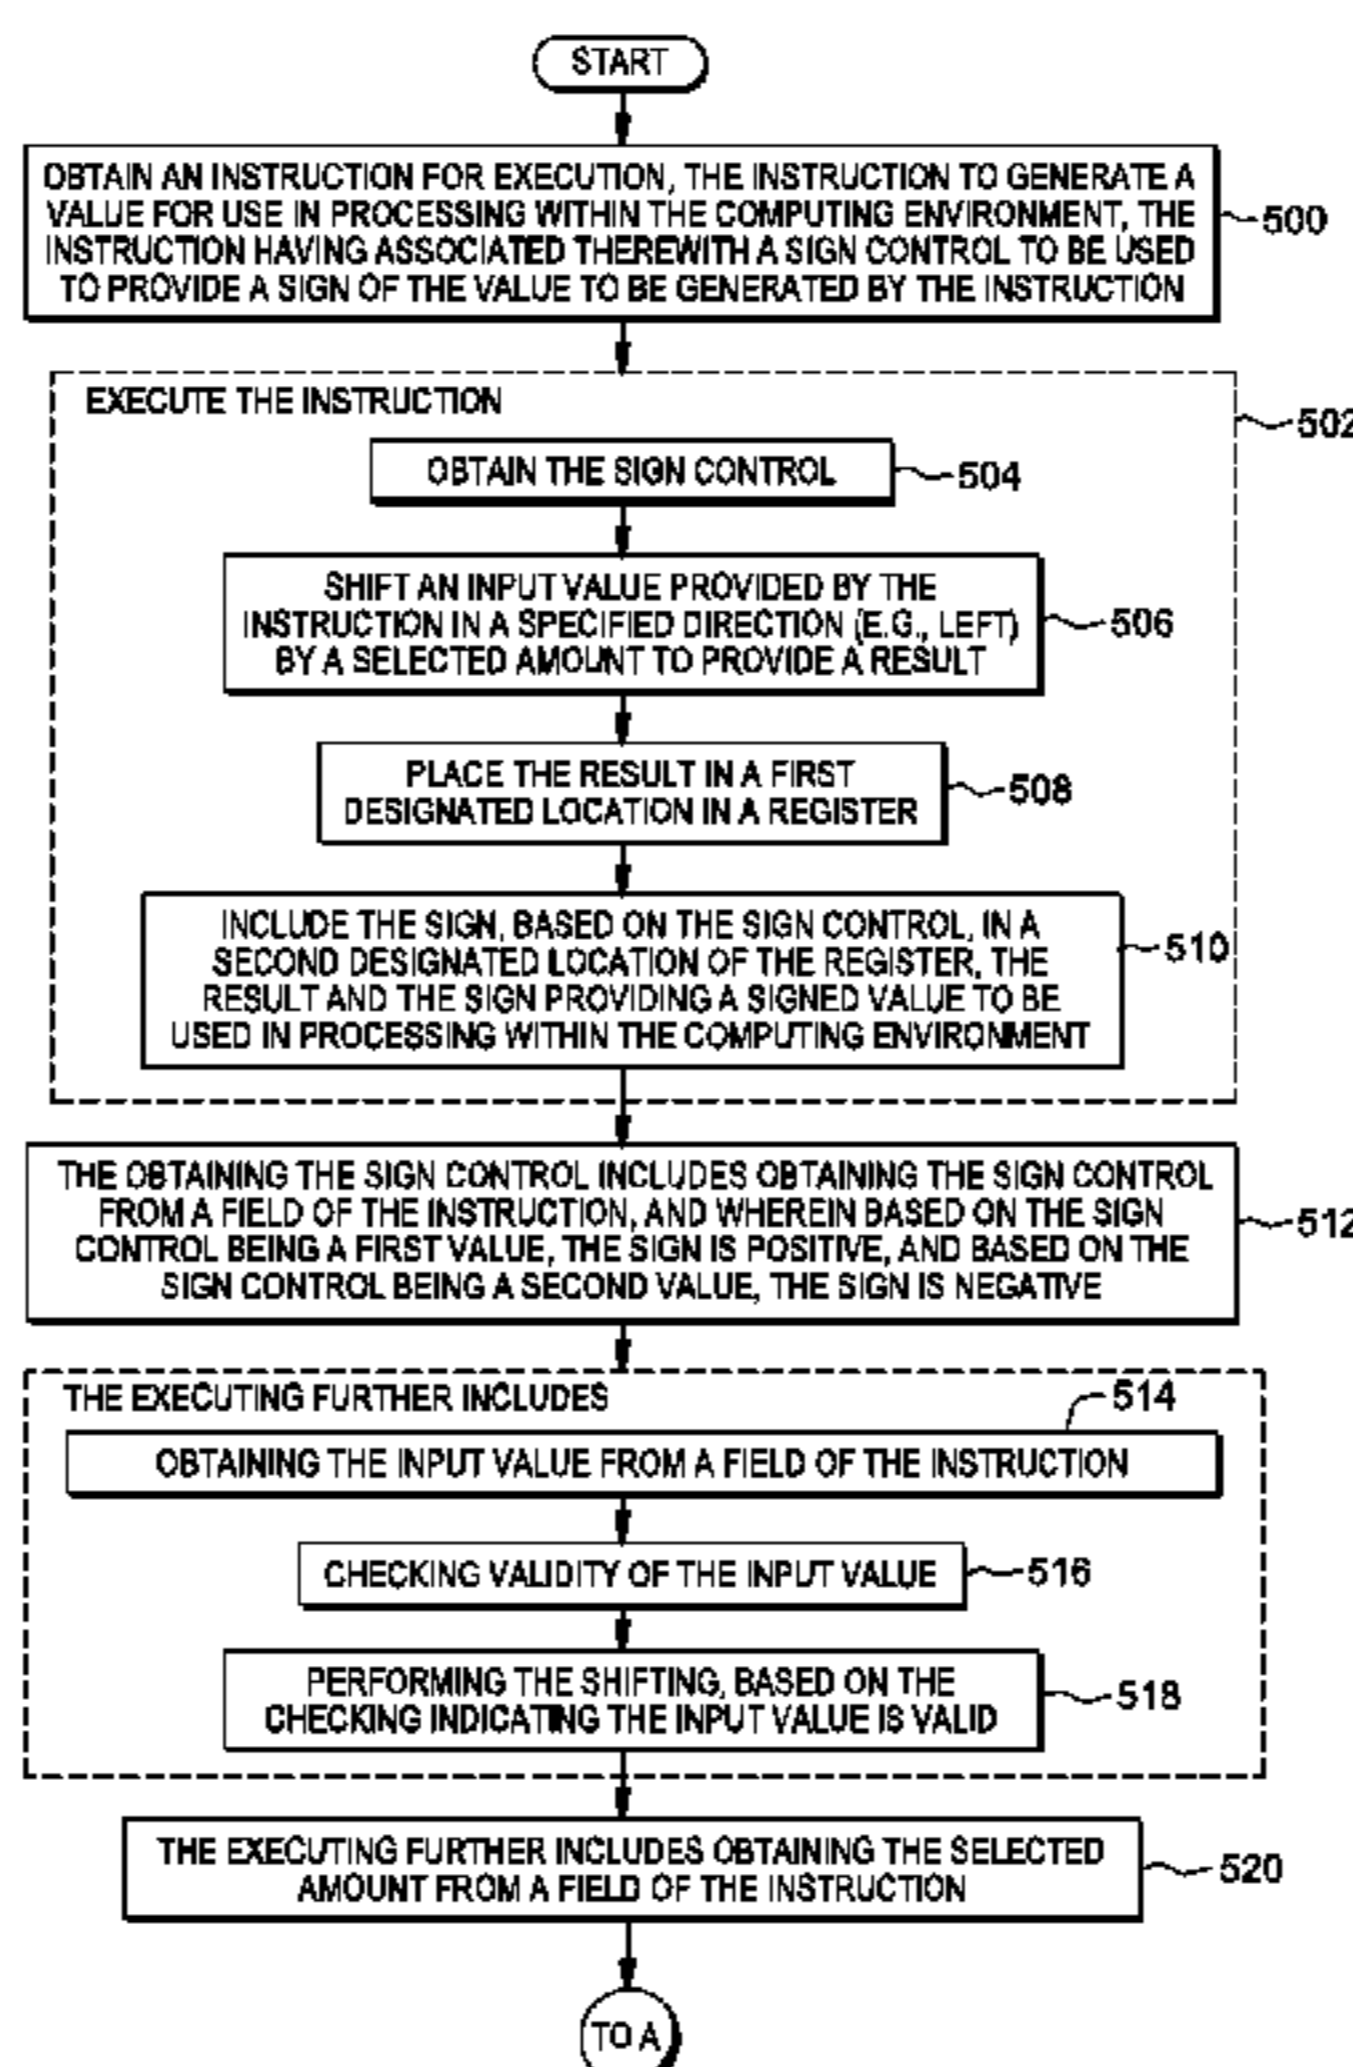 START
OBTAIN AN INSTRUCTION FOR EXECUTION, THE INSTRUCTION TO GENERATE A
VALUE FOR USE IN PROCESSING WITHIN THE COMPUTING ENVIRONMENT, THE
INSTRUCTION HAVING ASSOCIATED THEREWITH A SIGN CONTROL TO BE USED
TO PROVIDE A SIGN OF THE VALUE TO BE GENERATED BY THE INSTRUCTION
500
EXECUTE THE INSTRUCTION
502
OBTAIN THE SIGN CONTROL
504
SHIFT AN INPUT VALUE PROVIDED BY THE
INSTRUCTION IN A SPECIFIED DIRECTION (E.G., LEFT)
BY A SELECTED AMOUNT TO PROVIDE A RESULT
506
PLACE THE RESULT IN A FIRST
DESIGNATED LOCATION IN A REGISTER
508
INCLUDE THE SIGN, BASED ON THE SIGN CONTROL, IN A
SECOND DESIGNATED LOCATION OF THE REGISTER, THE
RESULT AND THE SIGN PROVIDING A SIGNED VALUE TO BE
USED IN PROCESSING WITHIN THE COMPUTING ENVIRONMENT
510
THE OBTAINING THE SIGN CONTROL INCLUDES OBTAINING THE SIGN CONTROL
FROM A FIELD OF THE INSTRUCTION, AND WHEREIN BASED ON THE SIGN
CONTROL BEING A FIRST VALUE, THE SIGN IS POSITIVE, AND BASED ON THE
SIGN CONTROL BEING A SECOND VALUE, THE SIGN IS NEGATIVE
512
THE EXECUTING FURTHER INCLUDES
514
OBTAINING THE INPUT VALUE FROM A FIELD OF THE INSTRUCTION
CHECKING VALIDITY OF THE INPUT VALUE
516
PERFORMING THE SHIFTING, BASED ON THE
CHECKING INDICATING THE INPUT VALUE IS VALID
518
THE EXECUTING FURTHER INCLUDES OBTAINING THE SELECTED
AMOUNT FROM A FIELD OF THE INSTRUCTION
520
TO A